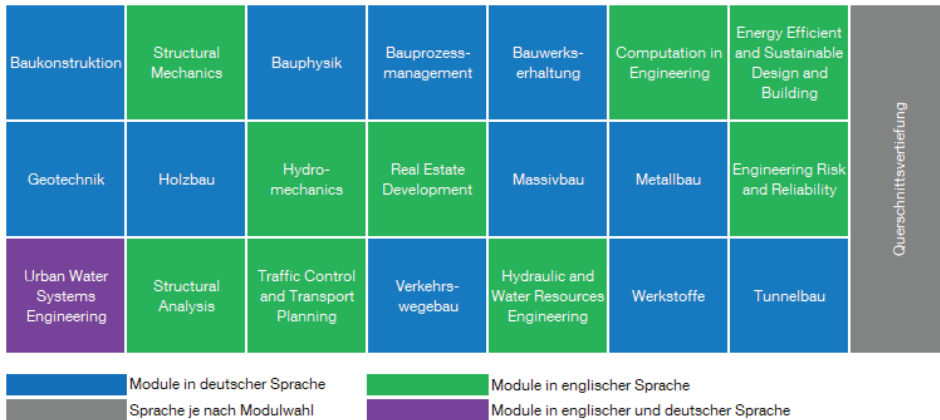 Baukonstruktion
Structural
Mechanics
Bauphysik
Bauprozess-
management
Bauwerks-
erhaltung
Computation in
Engineering
Energy Efficient
and Sustainable
Design and
Building
Geotechnik
Holzbau
Hydro-
mechanics
Real Estate
Development
Massivbau
Metallbau
Engineering Risk
and Reliability
Urban Water
Systems
Engineering
Structural
Analysis
Traffic Control
and Transport
Planning
Verkehrs-
wegebau
Hydraulic and
Water Resources
Engineering
Werkstoffe
Tunnelbau
Querschnittsvertiefung
Module in deutscher Sprache
Module in englischer Sprache
Sprache je nach Modulwahl
Module in englischer und deutscher Sprache